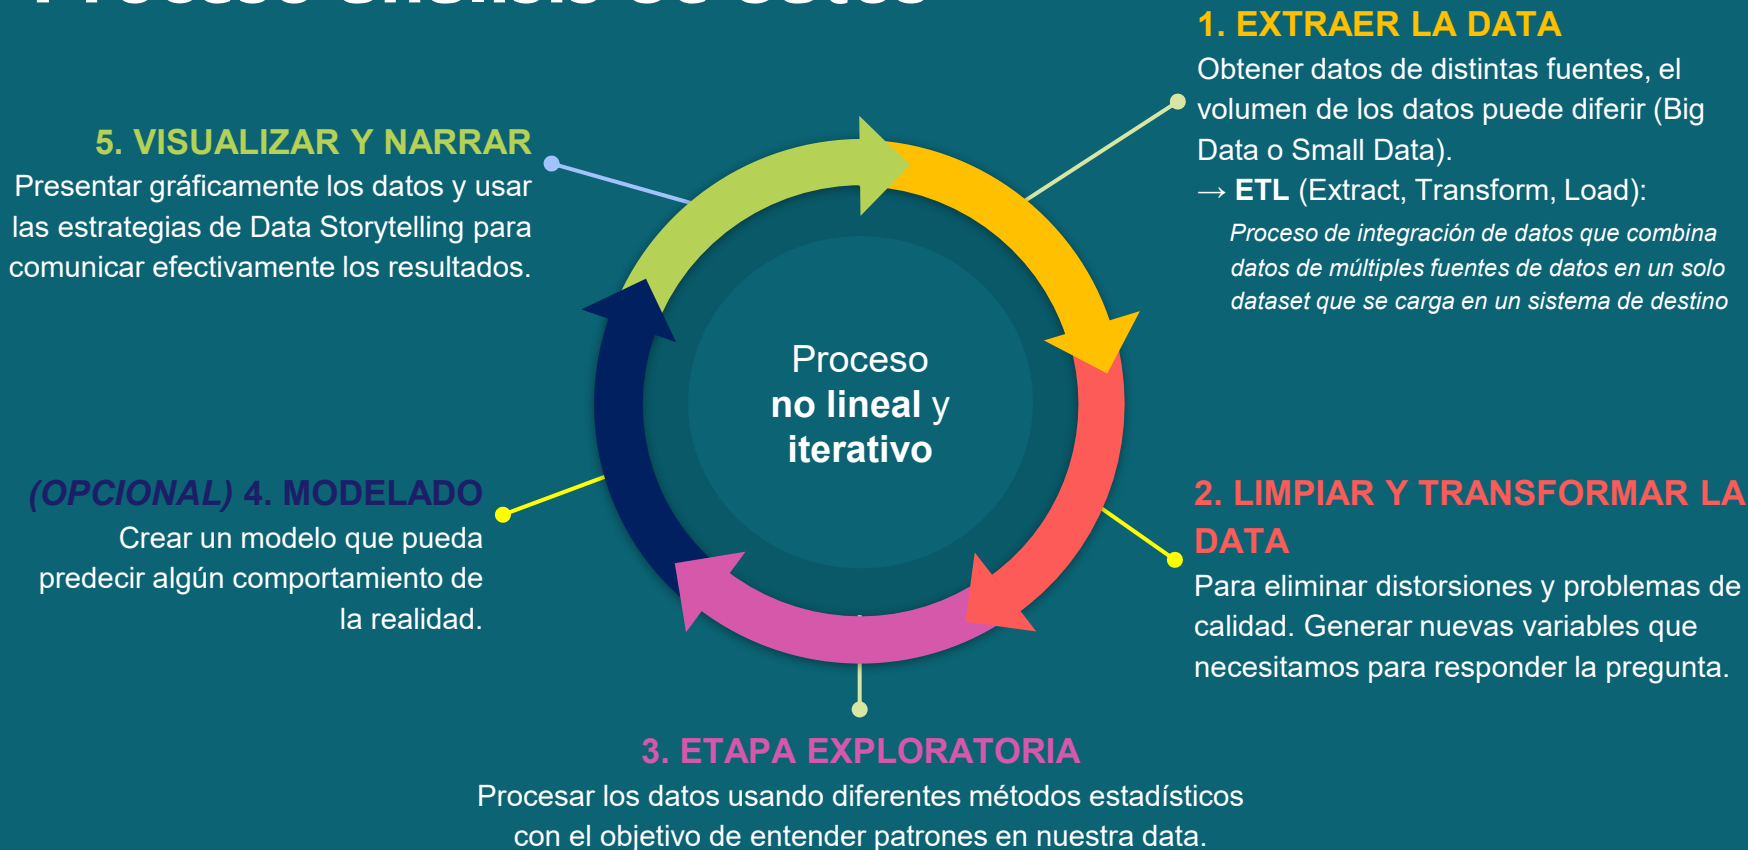 Proceso análisis de datos
1. EXTRAER LA DATA
Obtener datos de distintas fuentes, el
volumen de los datos puede diferir (Big
Data o Small Data).
→ ETL (Extract, Transform, Load):
Proceso de integración de datos que combina
datos de múltiples fuentes de datos en un solo
dataset que se carga en un sistema de destino
2. LIMPIAR Y TRANSFORMAR LA
DATA
Para eliminar distorsiones y problemas de
calidad. Generar nuevas variables que
necesitamos para responder la pregunta.
3. ETAPA EXPLORATORIA
Procesar los datos usando diferentes métodos estadísticos
con el objetivo de entender patrones en nuestra data.
(OPCIONAL) 4. MODELADO
Crear un modelo que pueda
predecir algún comportamiento de
la realidad.
5. VISUALIZAR Y NARRAR
Presentar gráficamente los datos y usar
las estrategias de Data Storytelling para
comunicar efectivamente los resultados.
Proceso
no lineal y
iterativo